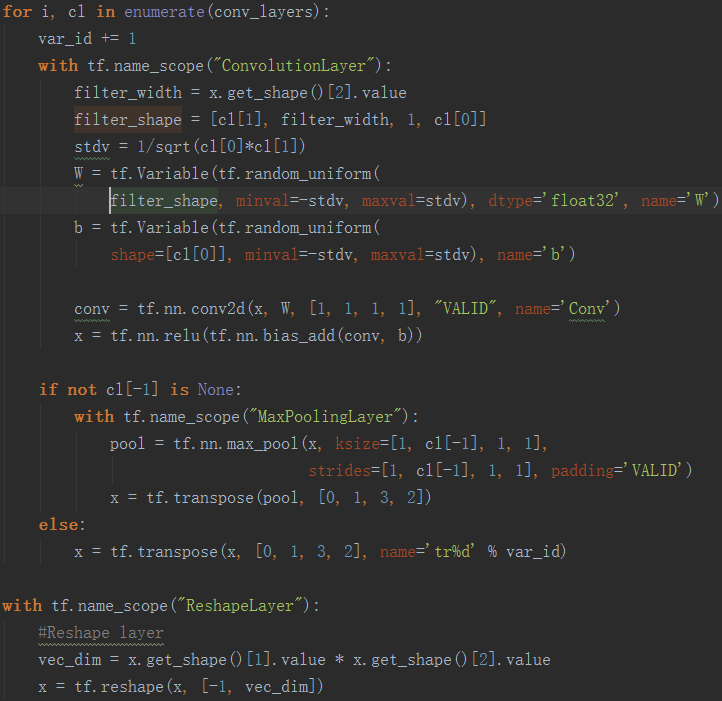 for i, cl in enumerate(conv_layers):
    var_id += 1
    with tf.name_scope("ConvolutionLayer"):
        filter_width = x.get_shape()[2].value
        filter_shape = [cl[1], filter_width, 1, cl[0]]
        stdv = 1/sqrt(cl[0]*cl[1])
        W = tf.Variable(tf.random_uniform(
            filter_shape, minval=-stdv, maxval=stdv), dtype='float32', name='W')
        b = tf.Variable(tf.random_uniform(
            shape=[cl[0]], minval=-stdv, maxval=stdv), name='b')

        conv = tf.nn.conv2d(x, W, [1, 1, 1, 1], "VALID", name='Conv')
        x = tf.nn.relu(tf.nn.bias_add(conv, b))

    if not cl[-1] is None:
        with tf.name_scope("MaxPoolingLayer"):
            pool = tf.nn.max_pool(x, ksize=[1, cl[-1], 1, 1],
                                  strides=[1, cl[-1], 1, 1], padding='VALID')
            x = tf.transpose(pool, [0, 1, 3, 2])
    else:
        x = tf.transpose(x, [0, 1, 3, 2], name='tr%d' % var_id)

with tf.name_scope("ReshapeLayer"):
    #Reshape layer
    vec_dim = x.get_shape()[1].value * x.get_shape()[2].value
    x = tf.reshape(x, [-1, vec_dim])